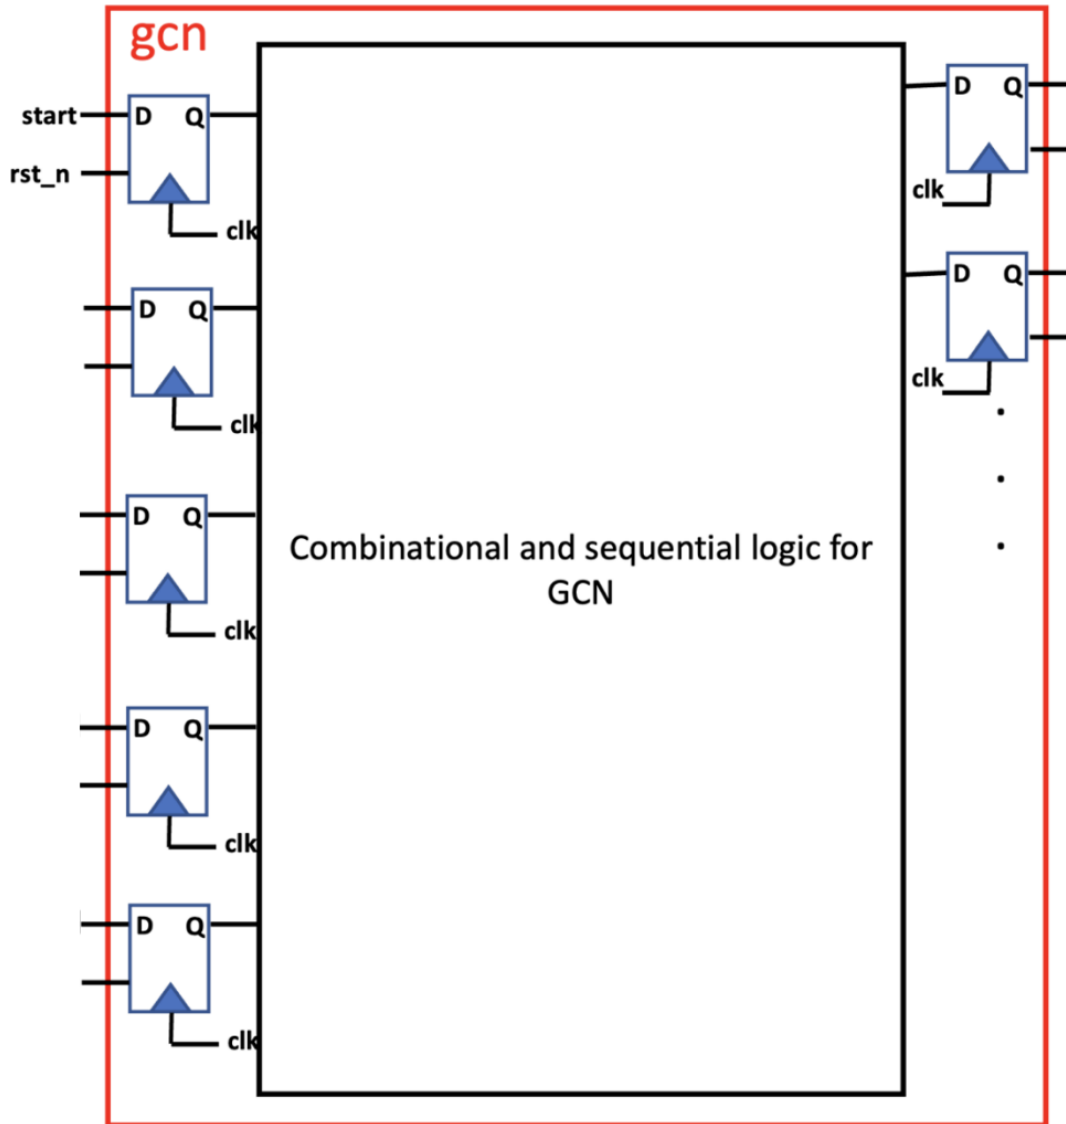 gcn
start
D Q
rst_n
clk
D Q
clk
D Q
clk
D Q
clk
D Q
clk
Combinational and sequential logic for
GCN
D Q
clk
D Q
clk